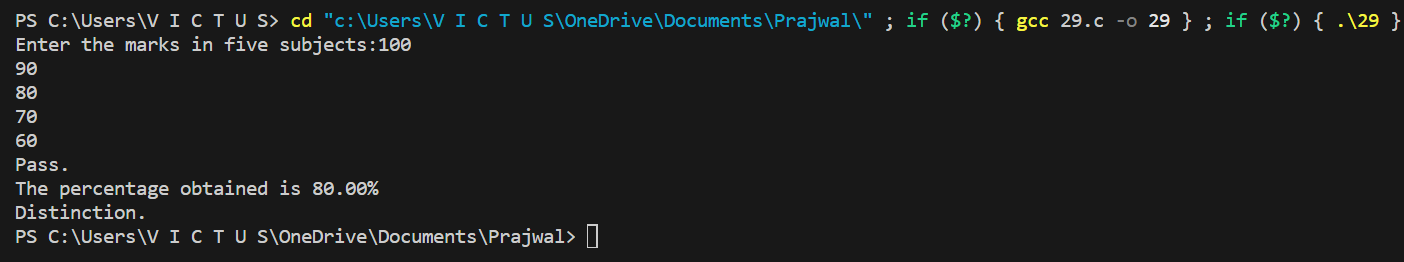 PS C:\Users\V I C T U S> cd "c:\Users\V I C T U S\OneDrive\Documents\Prajwal\" ; if ($?) { gcc 29.c -o 29 } ; if ($?) { .\29 }
Enter the marks in five subjects:100
90
80
70
60
Pass.
The percentage obtained is 80.00%
Distinction.
PS C:\Users\V I C T U S\OneDrive\Documents\Prajwal>